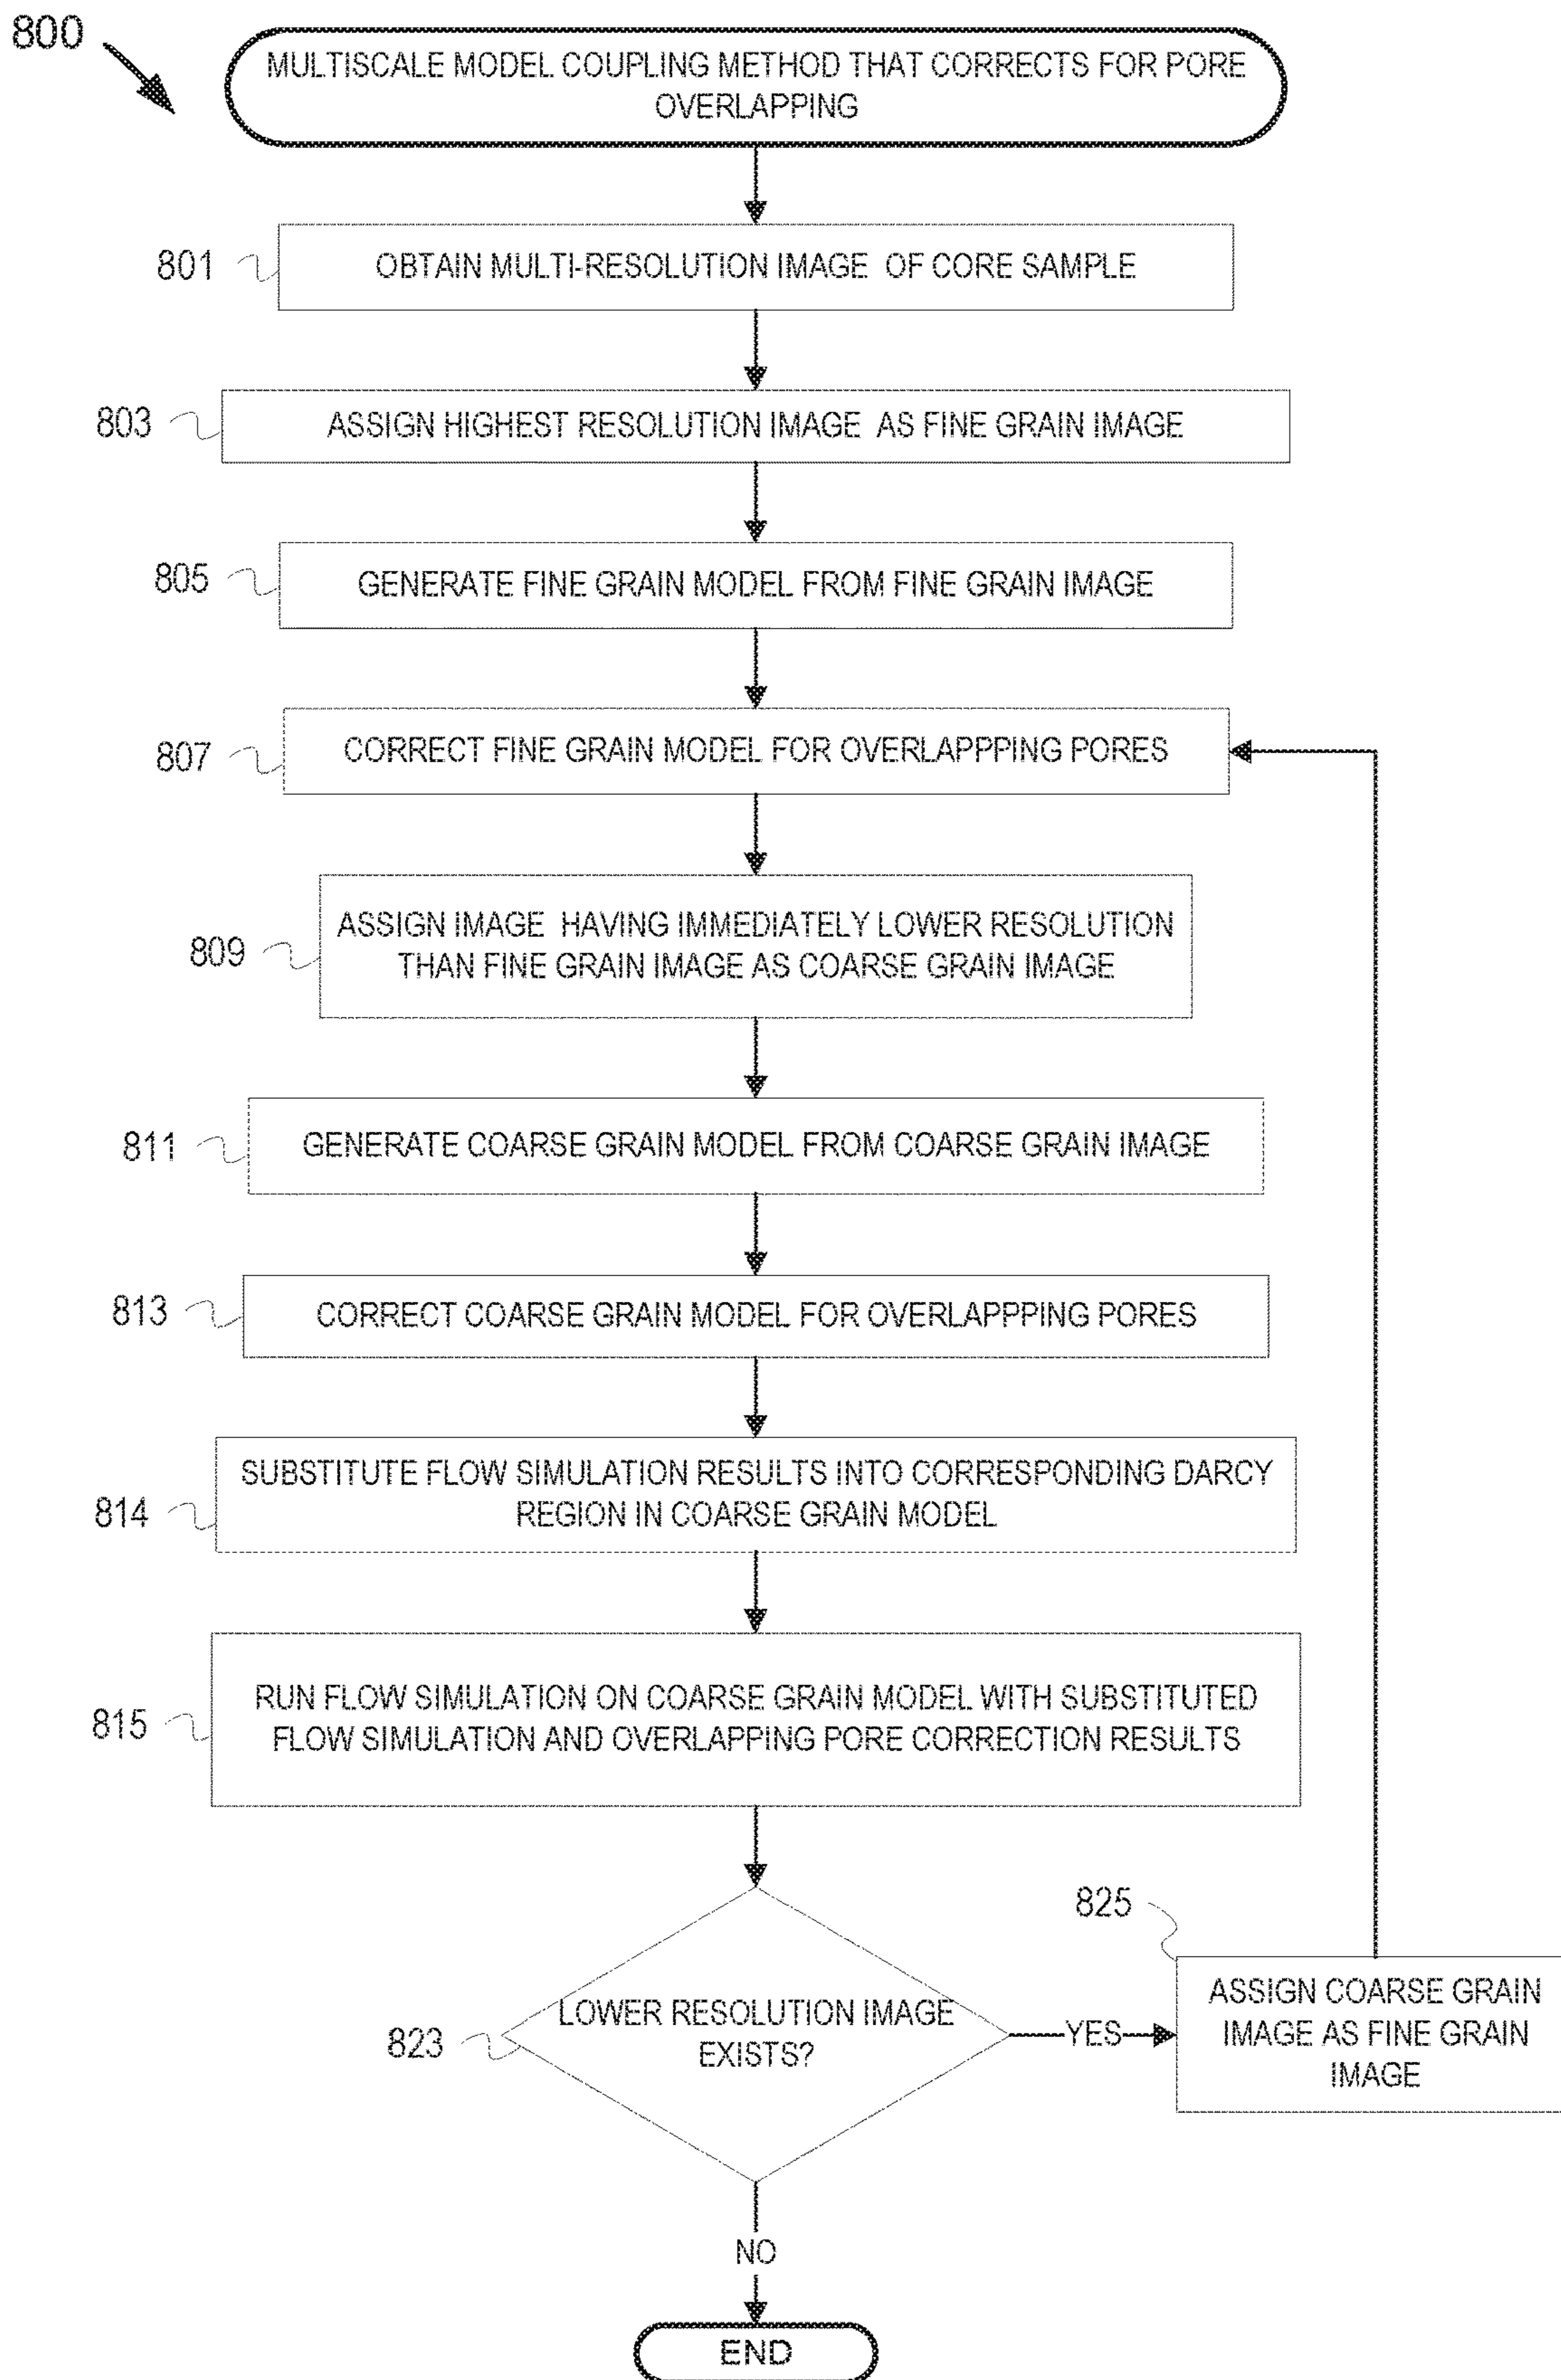 800
MULTISCALE MODEL COUPLING METHOD THAT CORRECTS FOR PORE
OVERLAPPING
801
OBTAIN MULTI-RESOLUTION IMAGE OF CORE SAMPLE
803
ASSIGN HIGHEST RESOLUTION IMAGE AS FINE GRAIN IMAGE
805
GENERATE FINE GRAIN MODEL FROM FINE GRAIN IMAGE
807
CORRECT FINE GRAIN MODEL FOR OVERLAPPPING PORES
809
ASSIGN IMAGE HAVING IMMEDIATELY LOWER RESOLUTION
THAN FINE GRAIN IMAGE AS COARSE GRAIN IMAGE
811
GENERATE COARSE GRAIN MODEL FROM COARSE GRAIN IMAGE
813
CORRECT COARSE GRAIN MODEL FOR OVERLAPPPING PORES
814
SUBSTITUTE FLOW SIMULATION RESULTS INTO CORRESPONDING DARCY
REGION IN COARSE GRAIN MODEL
815
RUN FLOW SIMULATION ON COARSE GRAIN MODEL WITH SUBSTITUTED
FLOW SIMULATION AND OVERLAPPING PORE CORRECTION RESULTS
823
LOWER RESOLUTION IMAGE
EXISTS?
YES
825
ASSIGN COARSE GRAIN
IMAGE AS FINE GRAIN
IMAGE
NO
END